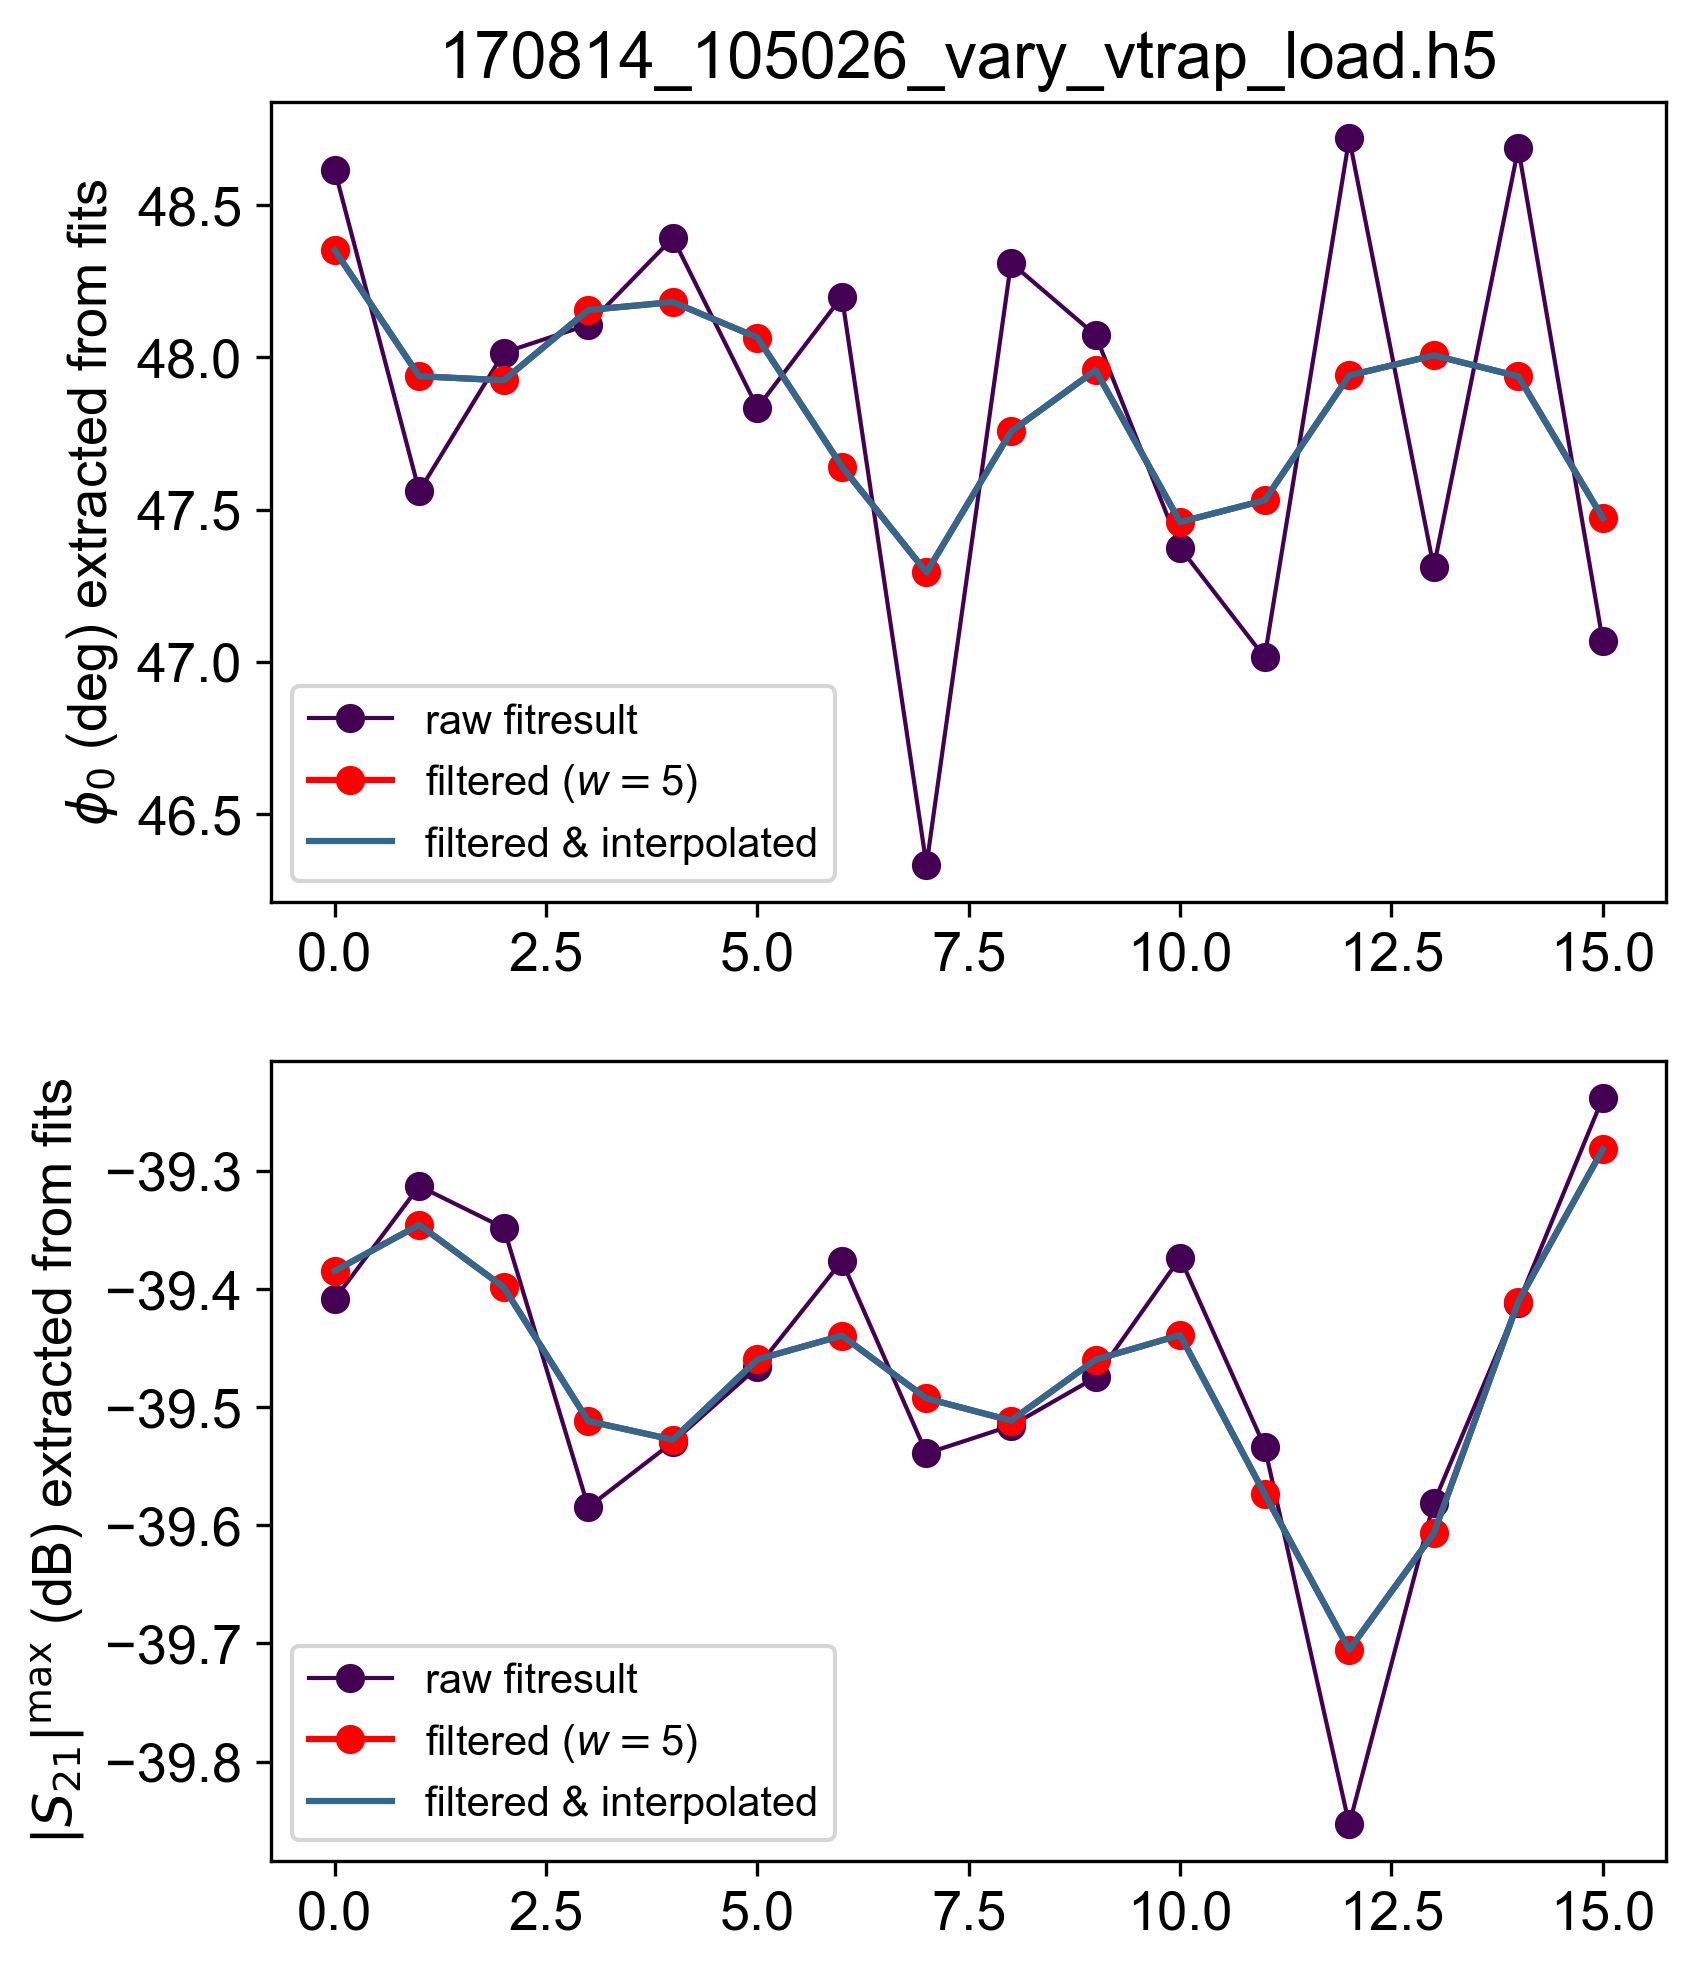 170814_105026_vary_vtrap_load.h5
ϕ₀ (deg) extracted from fits
48.5
48.0
47.5
47.0
46.5
raw fitresult
filtered (w = 5)
filtered & interpolated
0.0 2.5 5.0 7.5 10.0 12.5 15.0
|S₂₁|ᵐᵃˣ (dB) extracted from fits
−39.3
−39.4
−39.5
−39.6
−39.7
−39.8
raw fitresult
filtered (w = 5)
filtered & interpolated
0.0 2.5 5.0 7.5 10.0 12.5 15.0